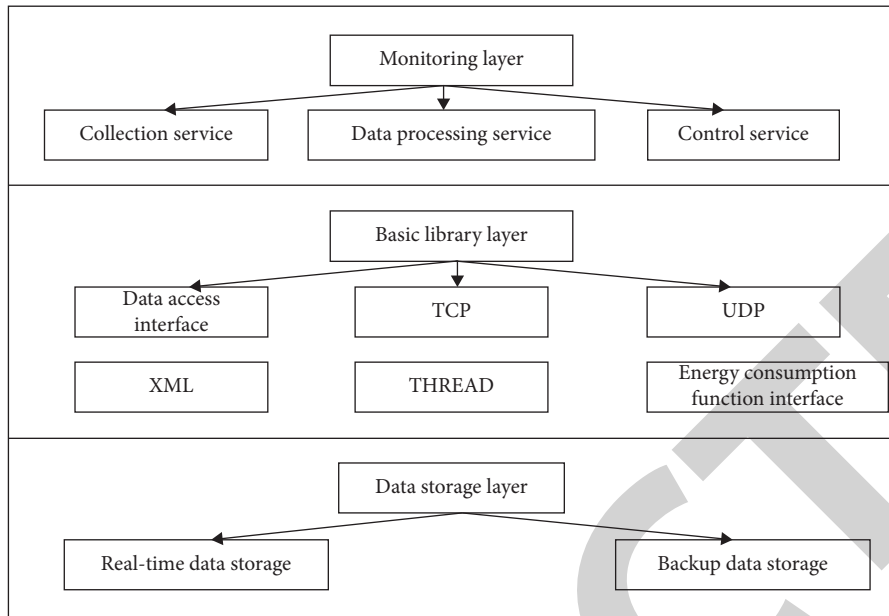 Monitoring layer
Collection service
Data processing service
Control service
Basic library layer
Data access
interface
TCP
UDP
XML
THREAD
Energy consumption
function interface
Data storage layer
Real-time data storage
Backup data storage